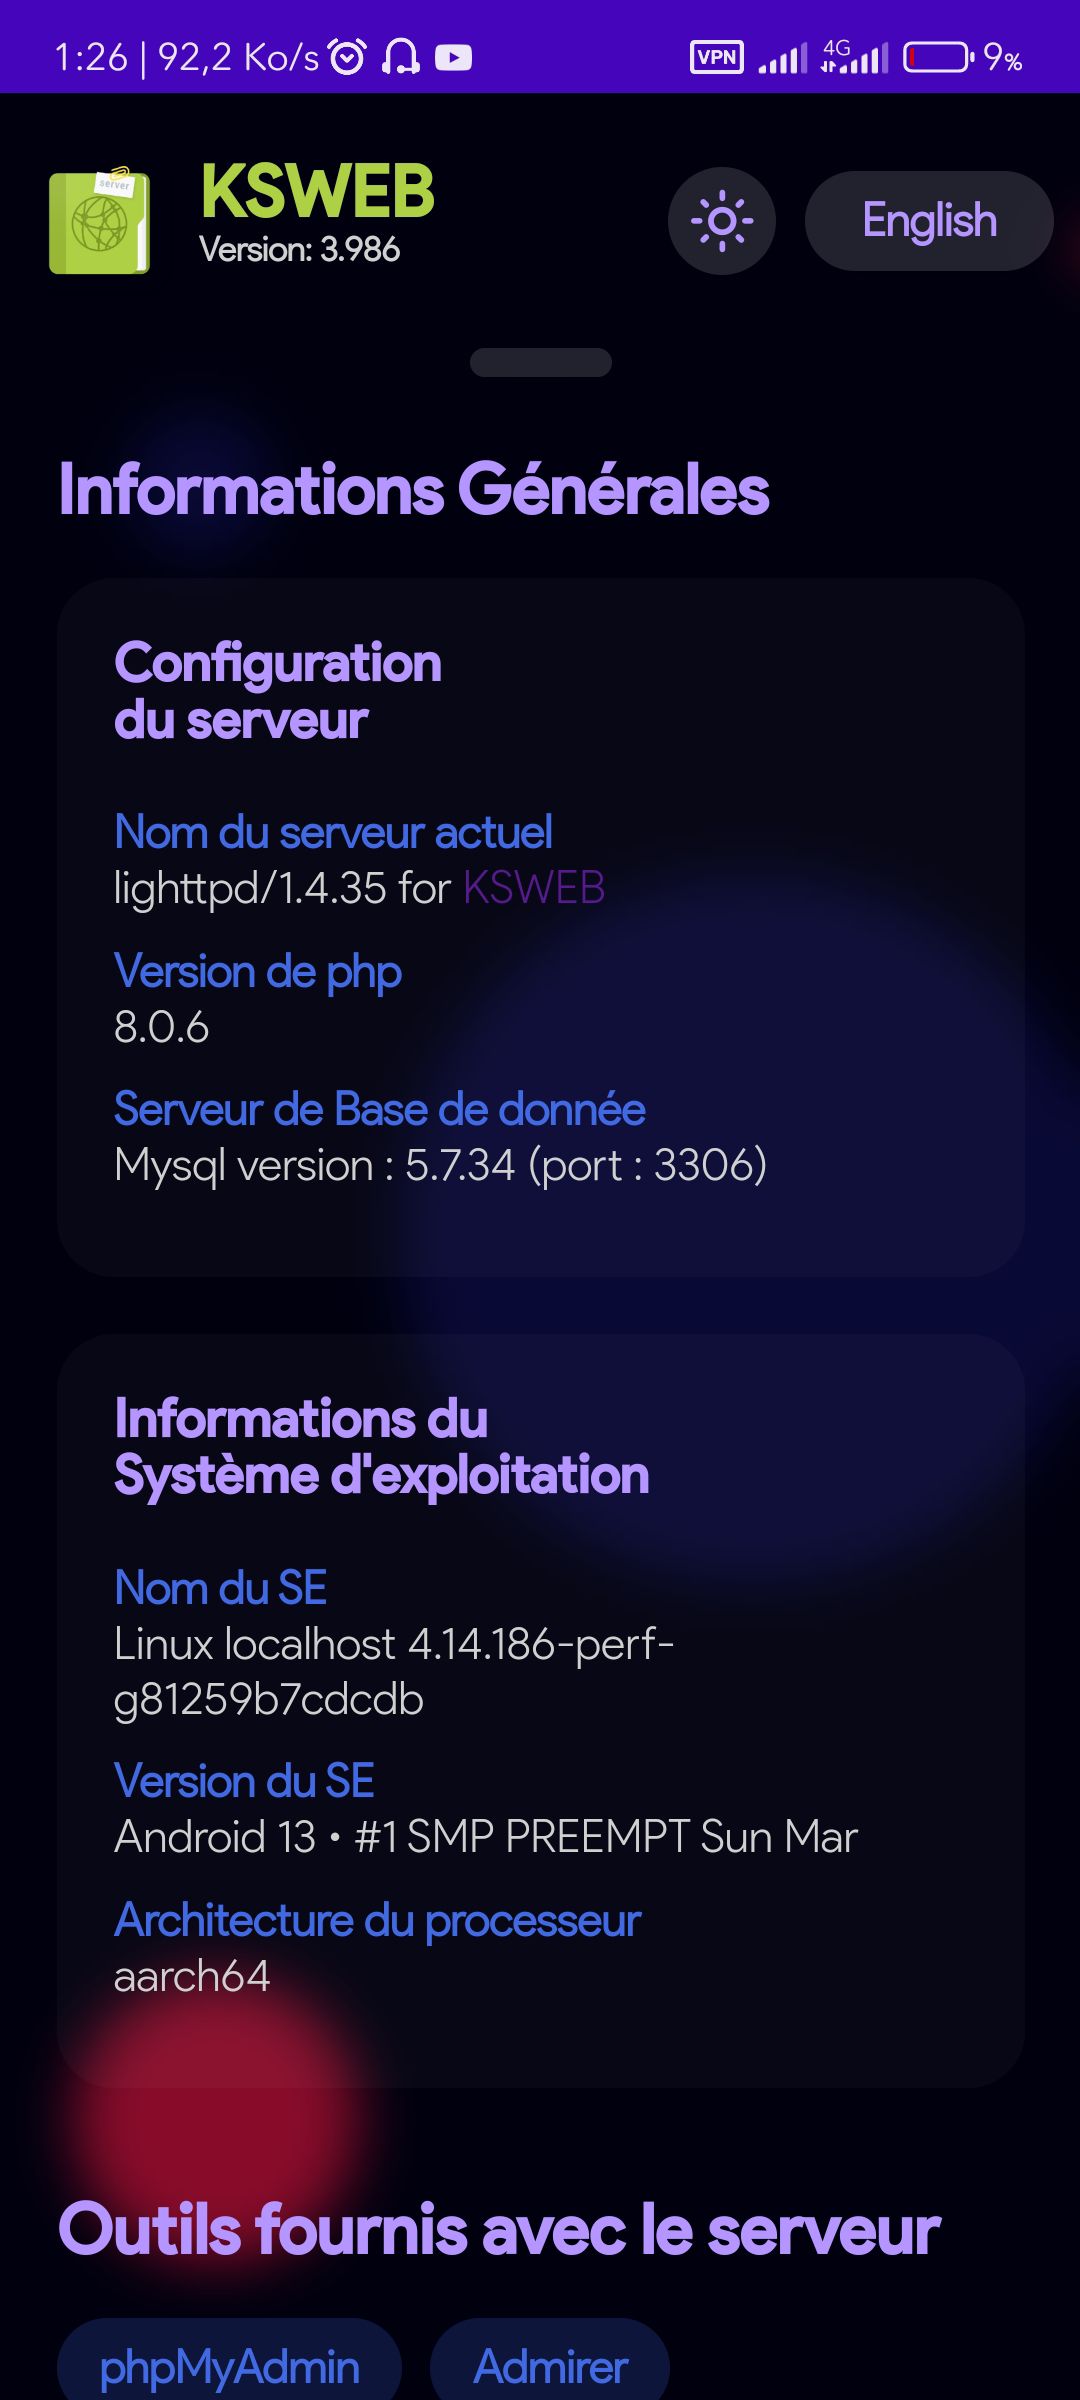 1:26 | 92,2 Ko/s
VPN 4G 9%
server
KSWEB
Version: 3.986
English
Informations Générales
Configuration
du serveur
Nom du serveur actuel
lighttpd/1.4.35 for KSWEB
Version de php
8.0.6
Serveur de Base de donnée
Mysql version : 5.7.34 (port : 3306)
Informations du
Système d'exploitation
Nom du SE
Linux localhost 4.14.186-perf-
g81259b7cdcdb
Version du SE
Android 13 • #1 SMP PREEMPT Sun Mar
Architecture du processeur
aarch64
Outils fournis avec le serveur
phpMyAdmin
Admirer